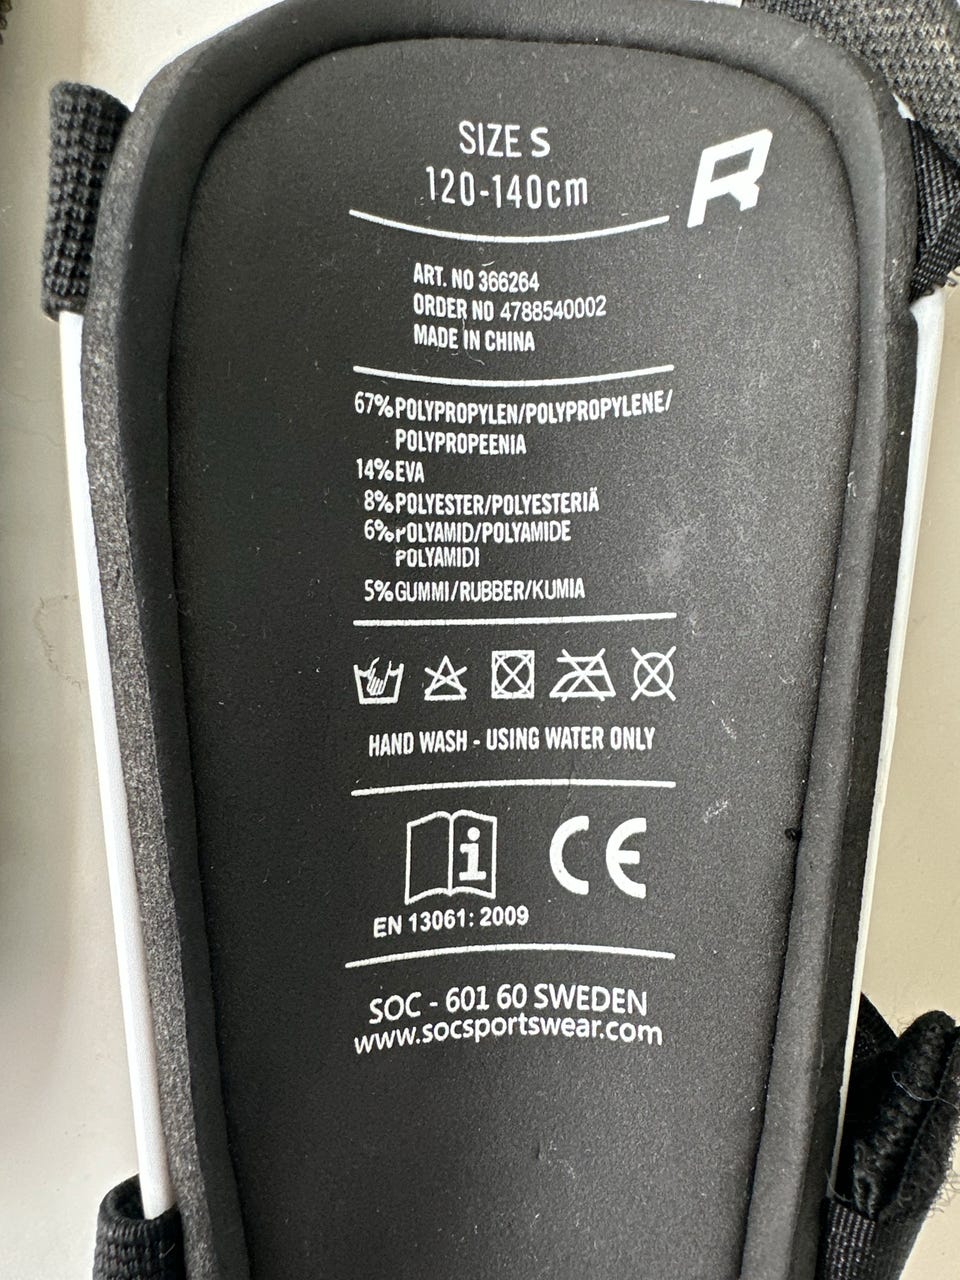 SIZE S
120-140cm
R
ART. NO 366264
ORDER NO 4788540002
MADE IN CHINA
67% POLYPROPYLEN/POLYPROPYLENE/
POLYPROPEENIA
14% EVA
8% POLYESTER/POLYESTERIÄ
6% POLYAMID/POLYAMIDE
POLYAMIDI
5% GUMMI/RUBBER/KUMIA
HAND WASH - USING WATER ONLY
i CE
EN 13061: 2009
SOC - 601 60 SWEDEN
www.socsportswear.com